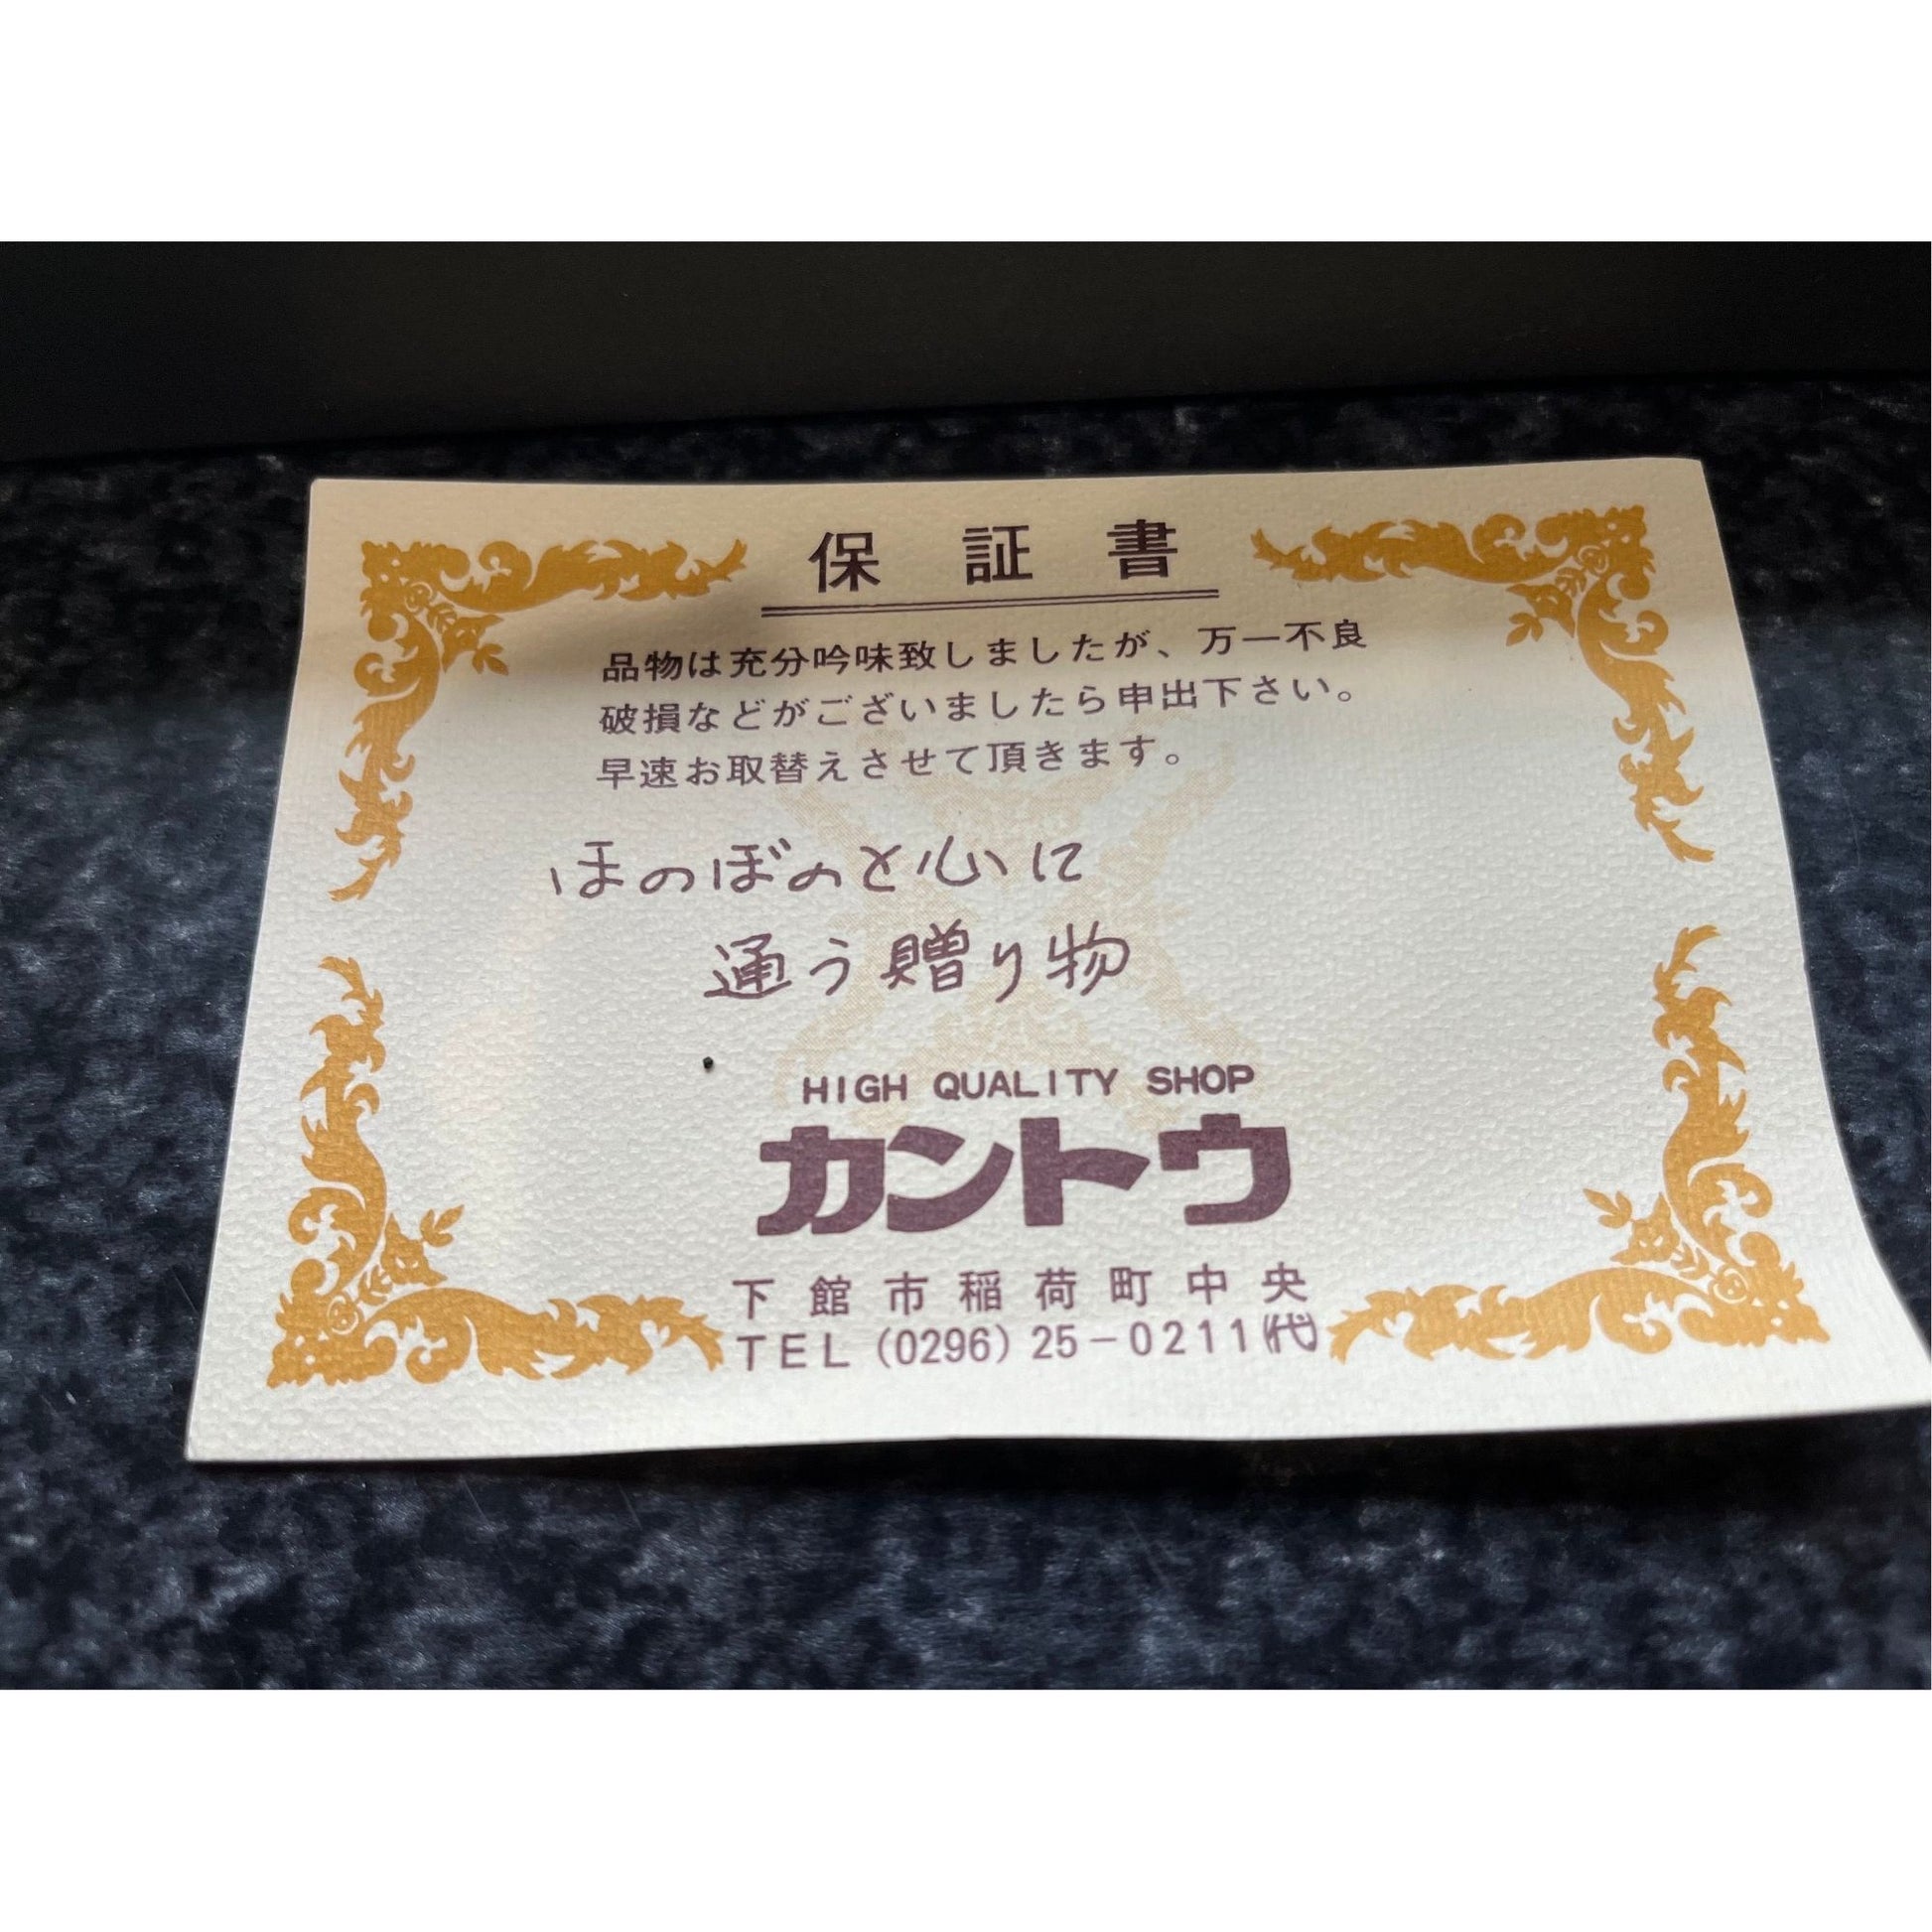 保証書
品物は充分吟味致しましたが、万一不良
破損などがございましたら申出下さい。
早速お取替えさせて頂きます。
ほのぼのと心に
通う贈り物
HIGH QUALITY SHOP
カントウ
下館市稲荷町中央
TEL (0296) 25-0211㈹